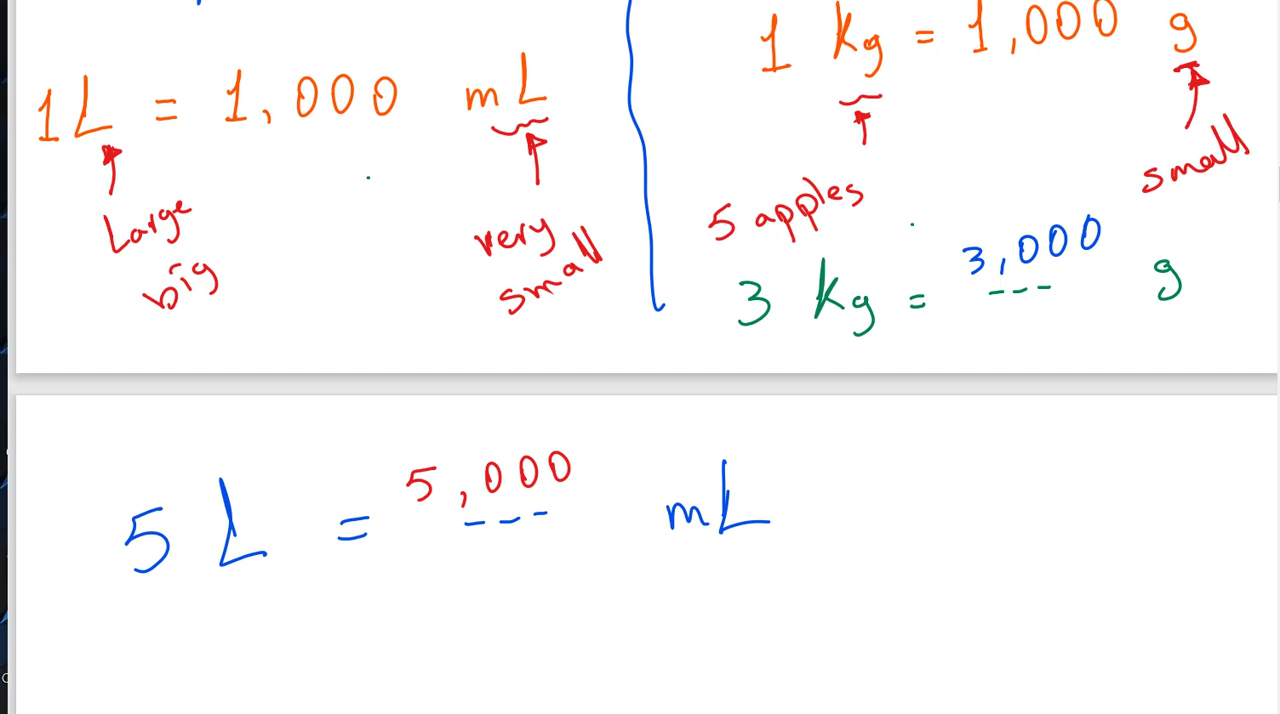 1L = 1,000 mL
Large
big
very
small
1 kg = 1,000 g
small
5 apples
3 kg = 3,000 g
5 L = 5,000 mL